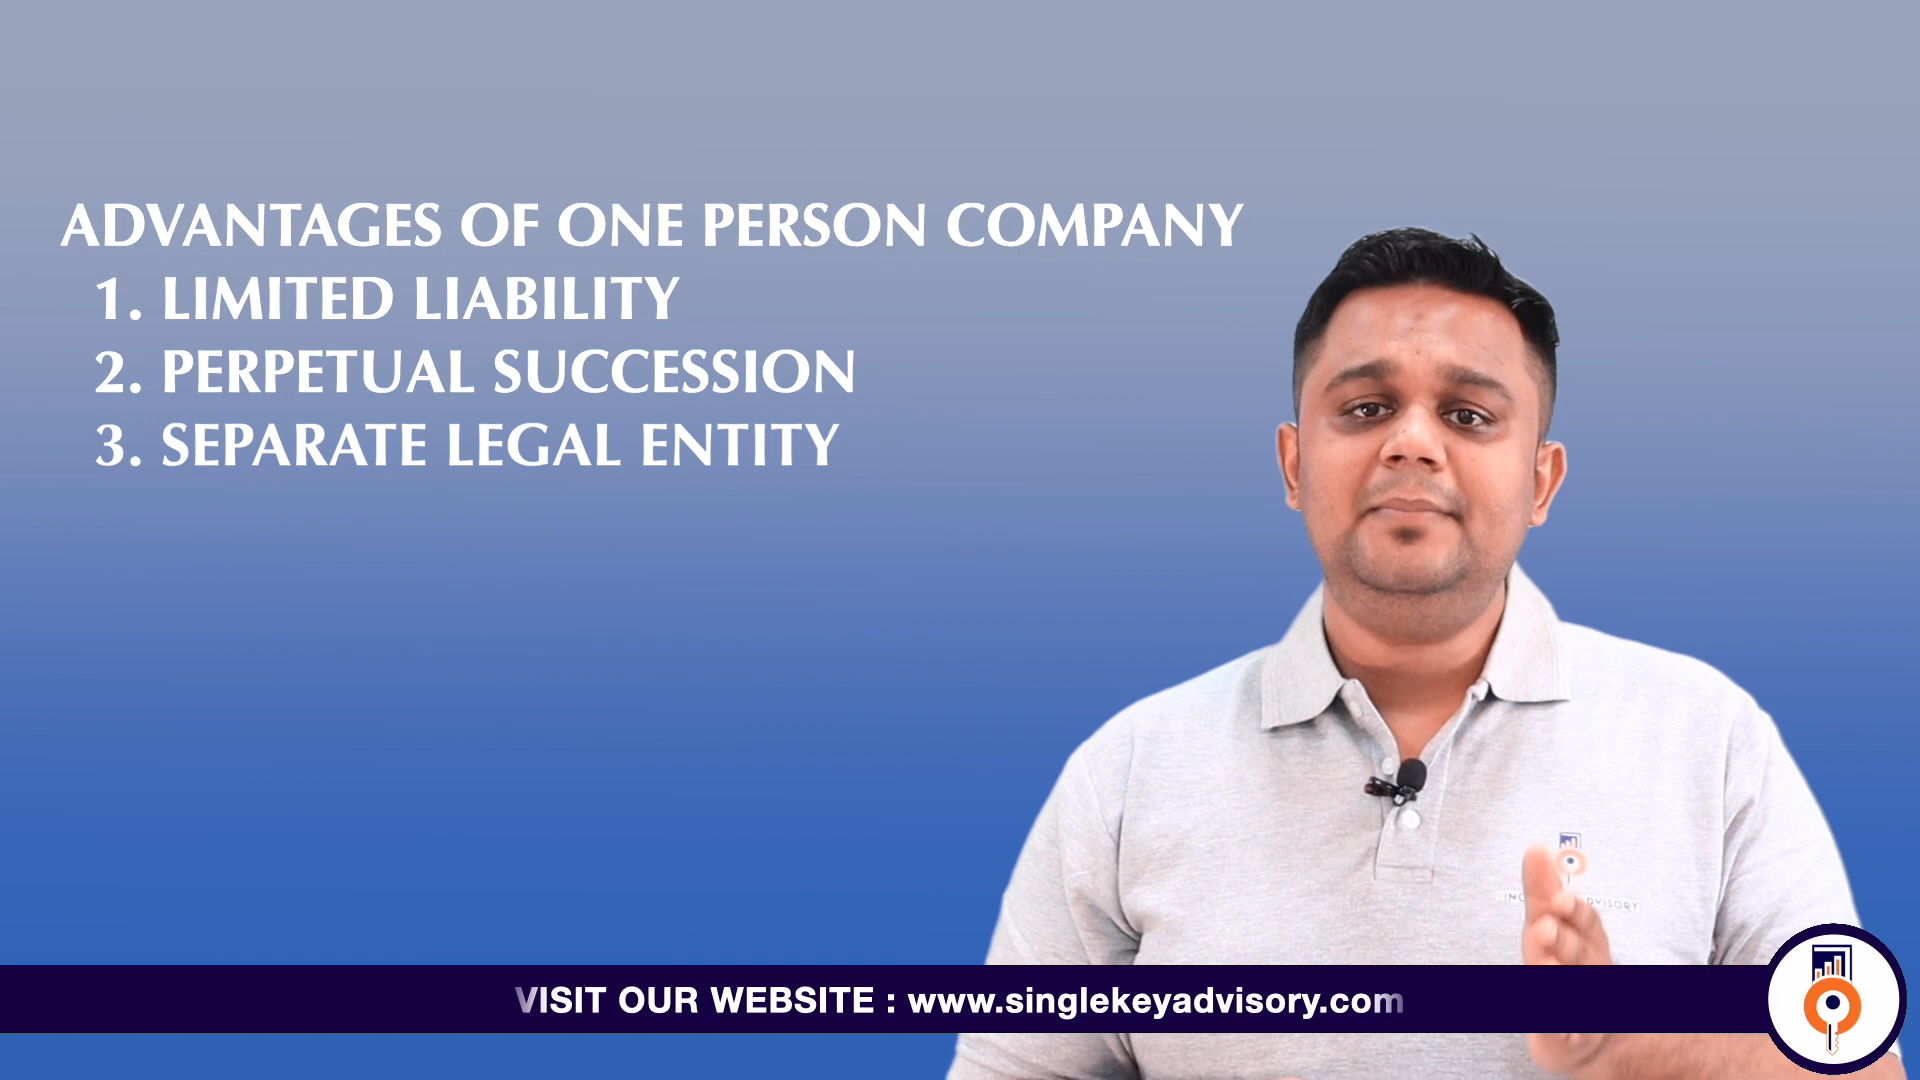 ADVANTAGES OF ONE PERSON COMPANY
1. LIMITED LIABILITY
2. PERPETUAL SUCCESSION
3. SEPARATE LEGAL ENTITY
DVISORY
VISIT OUR WEBSITE : www.singlekeyadvisory.com